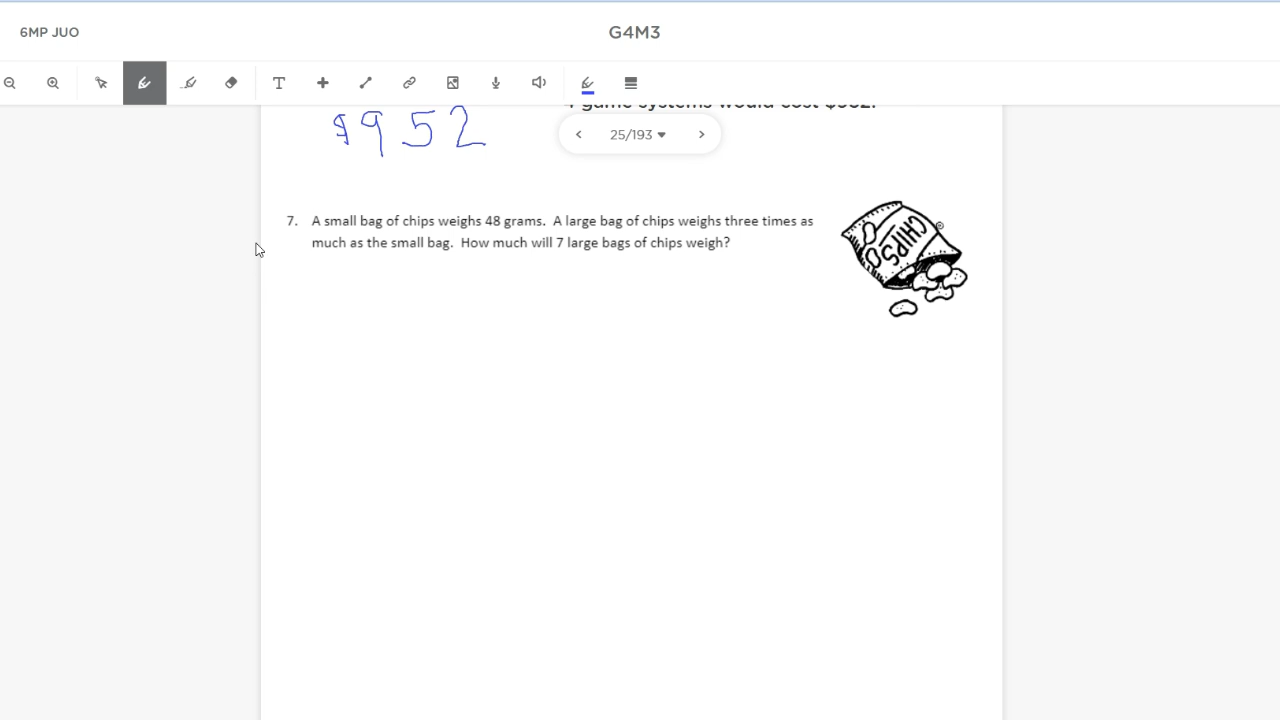 6MP JUO
G4M3
T
$952
game systems would cost $952.
25/193
7. A small bag of chips weighs 48 grams. A large bag of chips weighs three times as
much as the small bag. How much will 7 large bags of chips weigh?
CHIPS